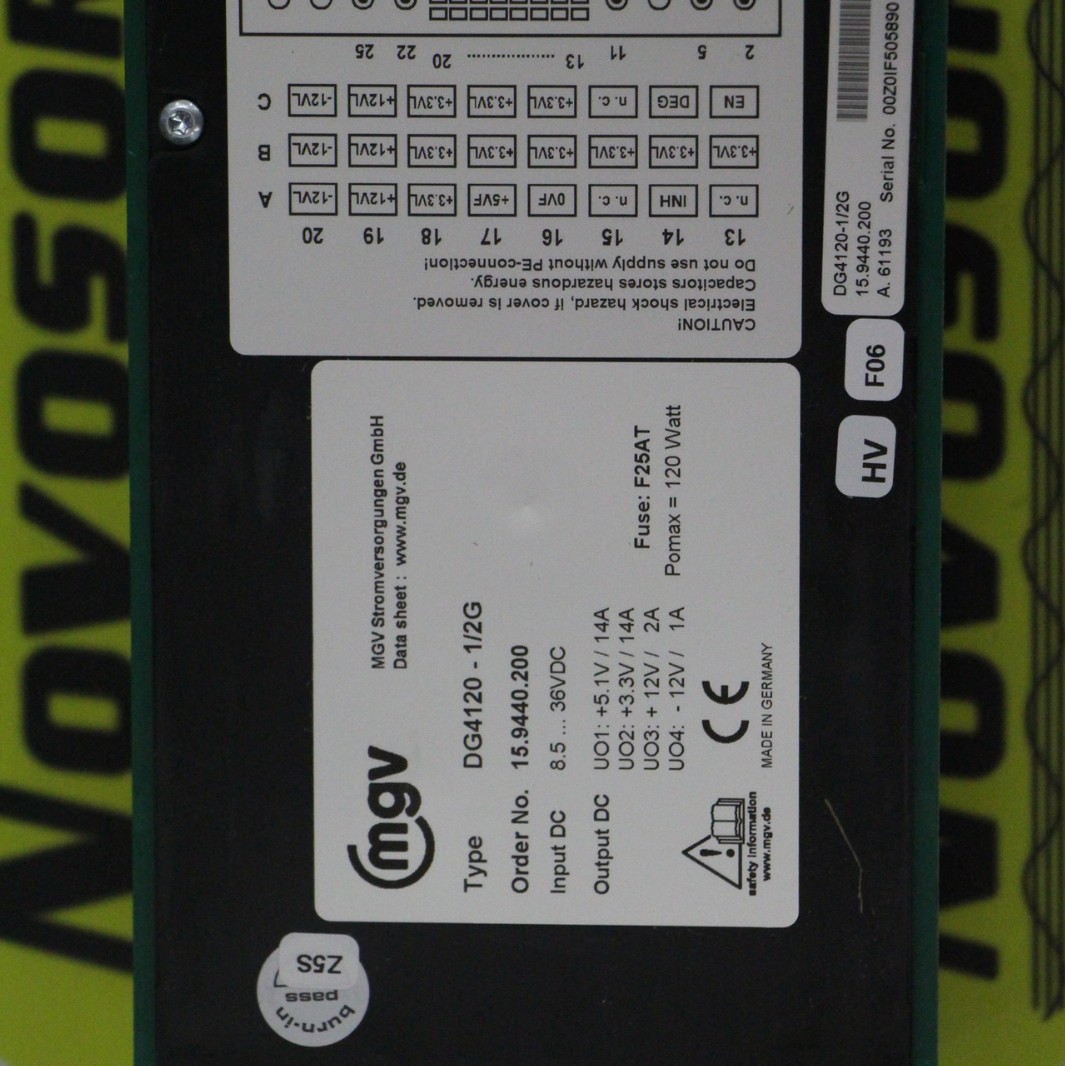 mgv
MGV Stromversorgungen GmbH
Data sheet : www.mgv.de
Type DG4120 - 1/2G
Order No. 15.9440.200
Input DC 8.5 ... 36VDC
Output DC UO1: +5.1V / 14A
UO2: +3.3V / 14A
UO3: + 12V / 2A
UO4: - 12V / 1A
Fuse: F25AT
Pomax = 120 Watt
CE
safety information
www.mgv.de
MADE IN GERMANY
CAUTION!
Electrical shock hazard, if cover is removed.
Capacitors stores hazardous energy.
Do not use supply without PE-connection!
13 14 15 16 17 18 19 20
n. c. INH n. c. 0VF +5VF +3.3VL +12VL -12VL A
+3.3VL +3.3VL +3.3VL +3.3VL +3.3VL +3.3VL +12VL -12VL B
EN DEG n. c. +3.3VL +3.3VL +3.3VL +12VL -12VL C
2 5 11 13 .................... 20 22 25
DG4120-1/2G
15.9440.200
A. 61193 Serial No. 00Z0IF505890
F06
HV
burn-in
pass
Z5S
NOVOSOR
NOVOSOR